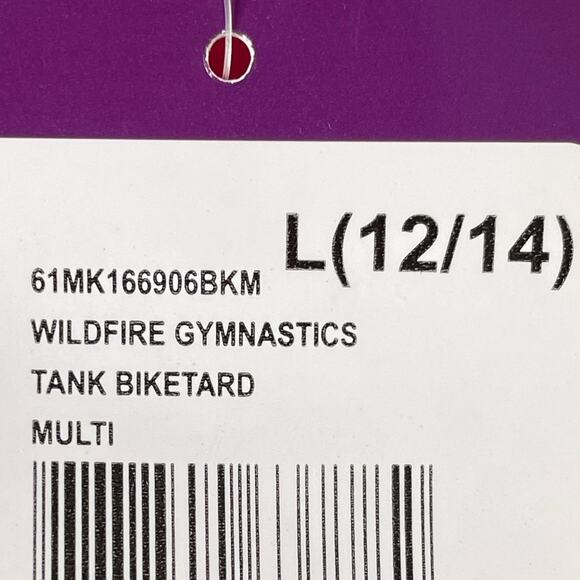 L(12/14)
61MK166906BKM
WILDFIRE GYMNASTICS
TANK BIKETARD
MULTI